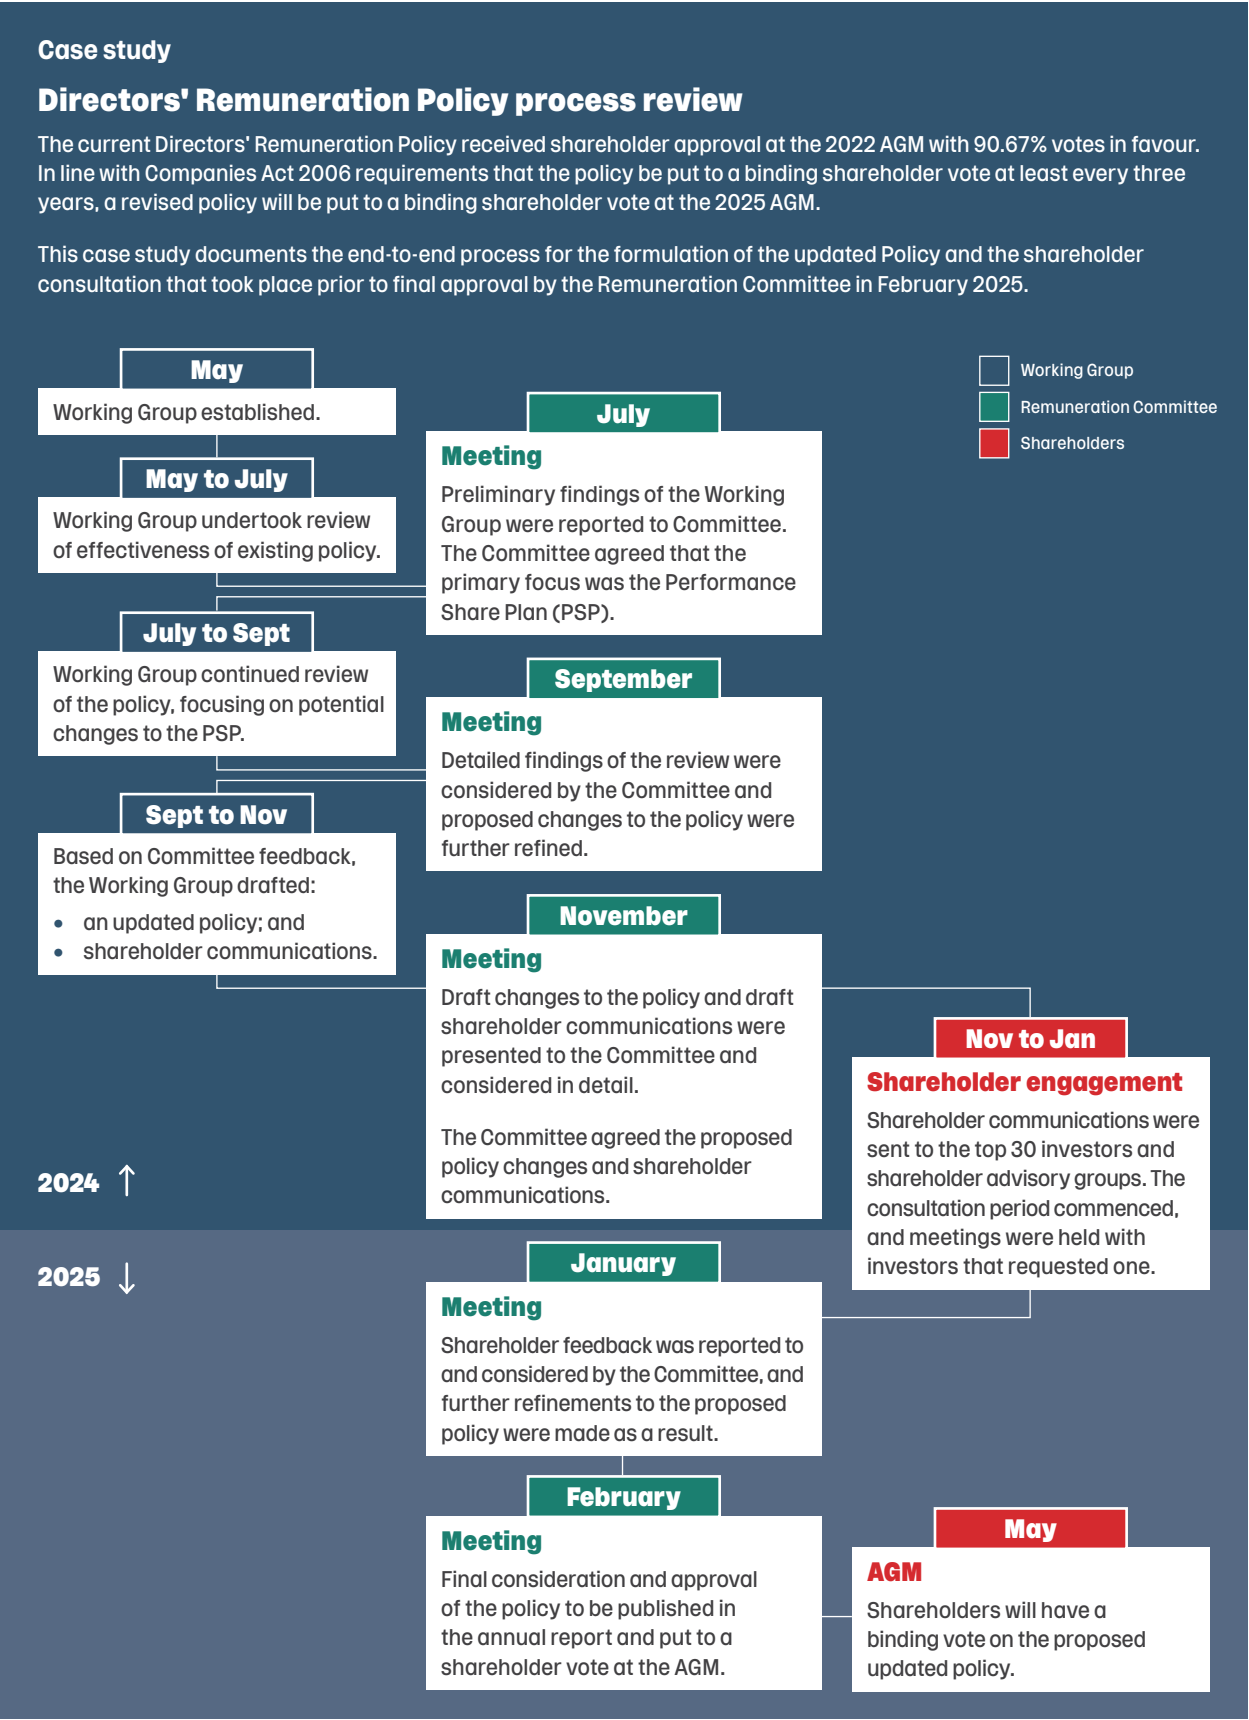 Case study
Directors' Remuneration Policy process review
The current Directors' Remuneration Policy received shareholder approval at the 2022 AGM with 90.67% votes in favour.
In line with Companies Act 2006 requirements that the policy be put to a binding shareholder vote at least every three
years, a revised policy will be put to a binding shareholder vote at the 2025 AGM.
This case study documents the end-to-end process for the formulation of the updated Policy and the shareholder
consultation that took place prior to final approval by the Remuneration Committee in February 2025.
Working Group
Remuneration Committee
Shareholders
May
Working Group established.
May to July
Working Group undertook review
of effectiveness of existing policy.
July
Meeting
Preliminary findings of the Working
Group were reported to Committee.
The Committee agreed that the
primary focus was the Performance
Share Plan (PSP).
July to Sept
Working Group continued review
of the policy, focusing on potential
changes to the PSP.
September
Meeting
Detailed findings of the review were
considered by the Committee and
proposed changes to the policy were
further refined.
Sept to Nov
Based on Committee feedback,
the Working Group drafted:
• an updated policy; and
• shareholder communications.
November
Meeting
Draft changes to the policy and draft
shareholder communications were
presented to the Committee and
considered in detail.
The Committee agreed the proposed
policy changes and shareholder
communications.
Nov to Jan
Shareholder engagement
Shareholder communications were
sent to the top 30 investors and
shareholder advisory groups. The
consultation period commenced,
and meetings were held with
investors that requested one.
2024 ↑
2025 ↓
January
Meeting
Shareholder feedback was reported to
and considered by the Committee, and
further refinements to the proposed
policy were made as a result.
February
Meeting
Final consideration and approval
of the policy to be published in
the annual report and put to a
shareholder vote at the AGM.
May
AGM
Shareholders will have a
binding vote on the proposed
updated policy.